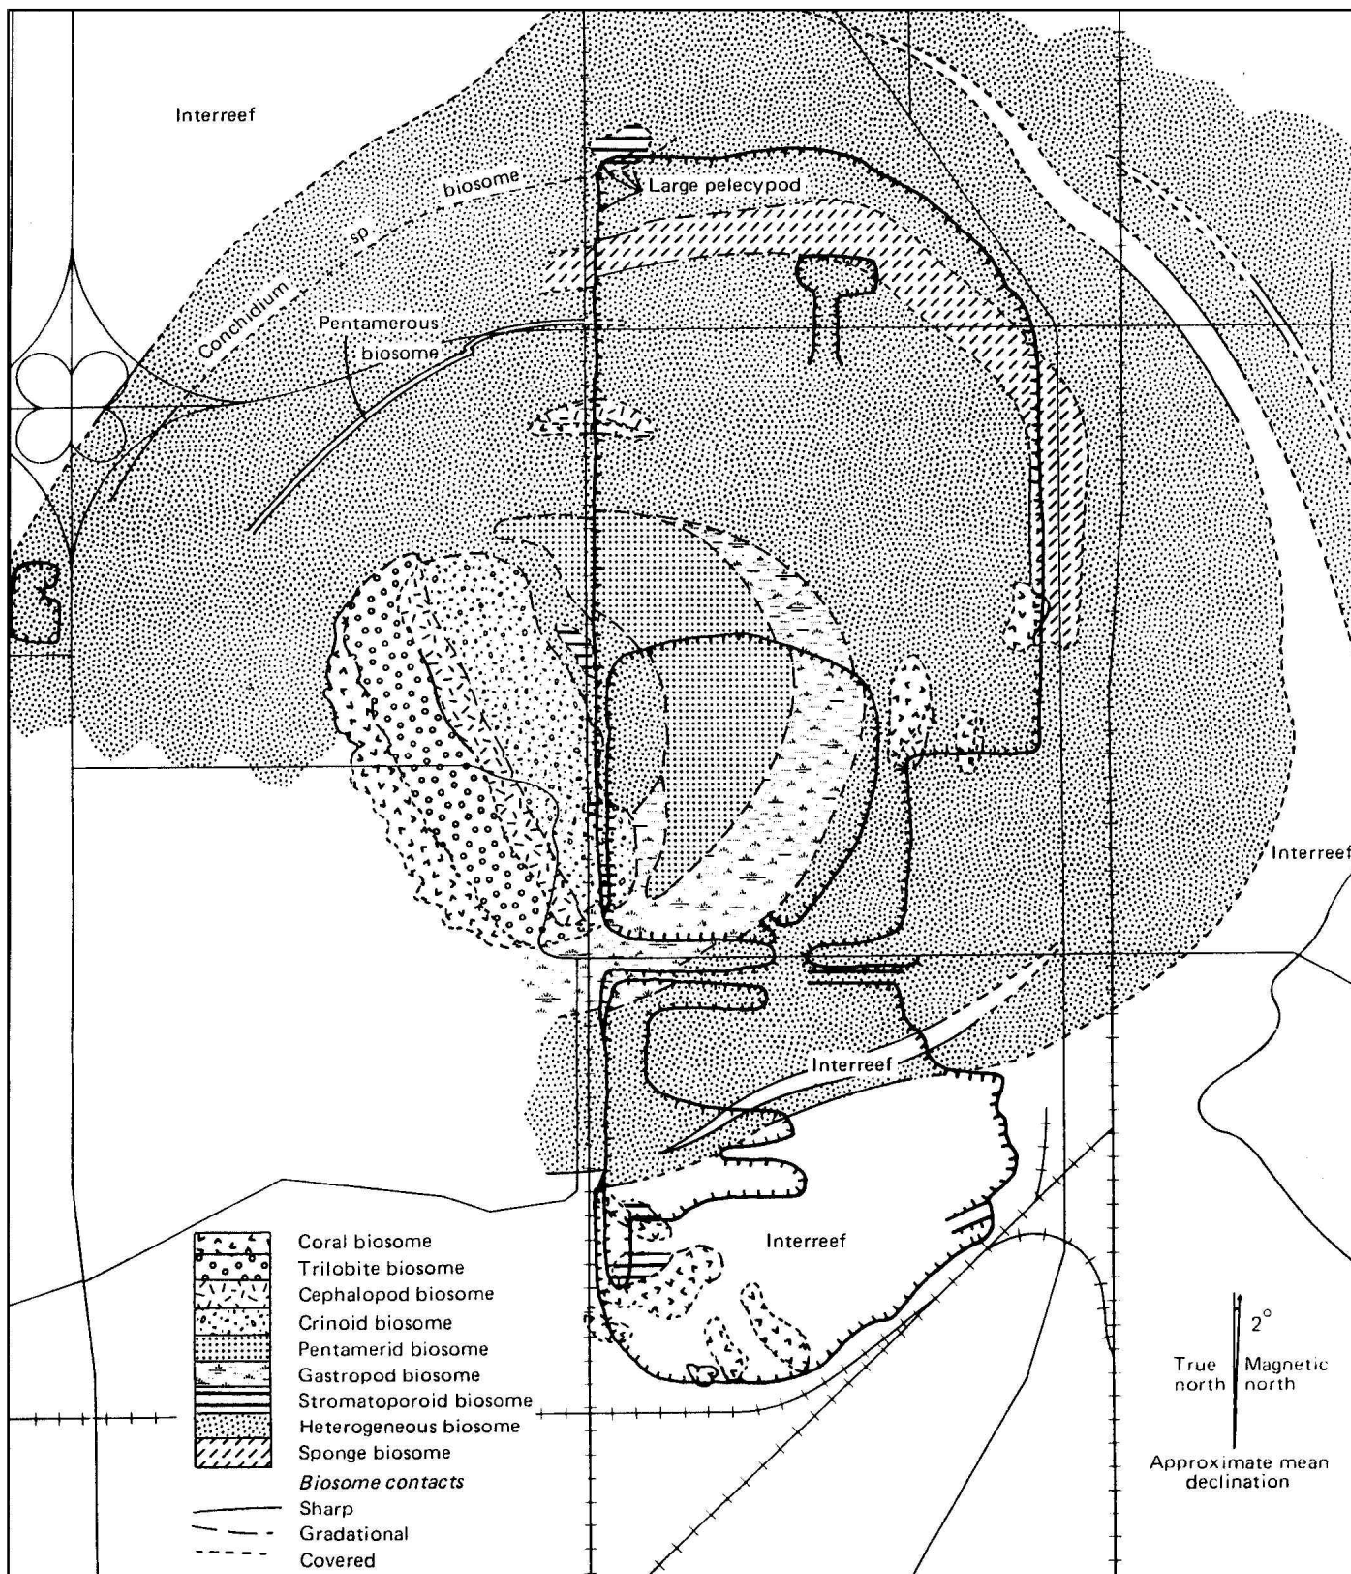 Interreef
biosome
Large pelecypod
sp
Conchidium
Pentamerous
biosome
Interreef
Interreef
Interreef
Coral biosome
Trilobite biosome
Cephalopod biosome
Crinoid biosome
Pentamerid biosome
Gastropod biosome
Stromatoporoid biosome
Heterogeneous biosome
Sponge biosome
Biosome contacts
Sharp
Gradational
Covered
2°
True Magnetic
north north
Approximate mean
declination